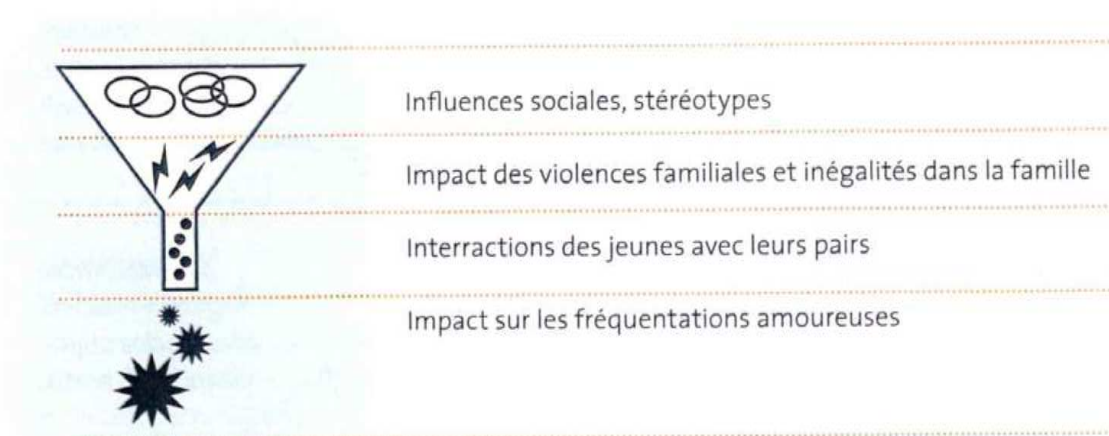 Influences sociales, stéréotypes
Impact des violences familiales et inégalités dans la famille
Interractions des jeunes avec leurs pairs
Impact sur les fréquentations amoureuses